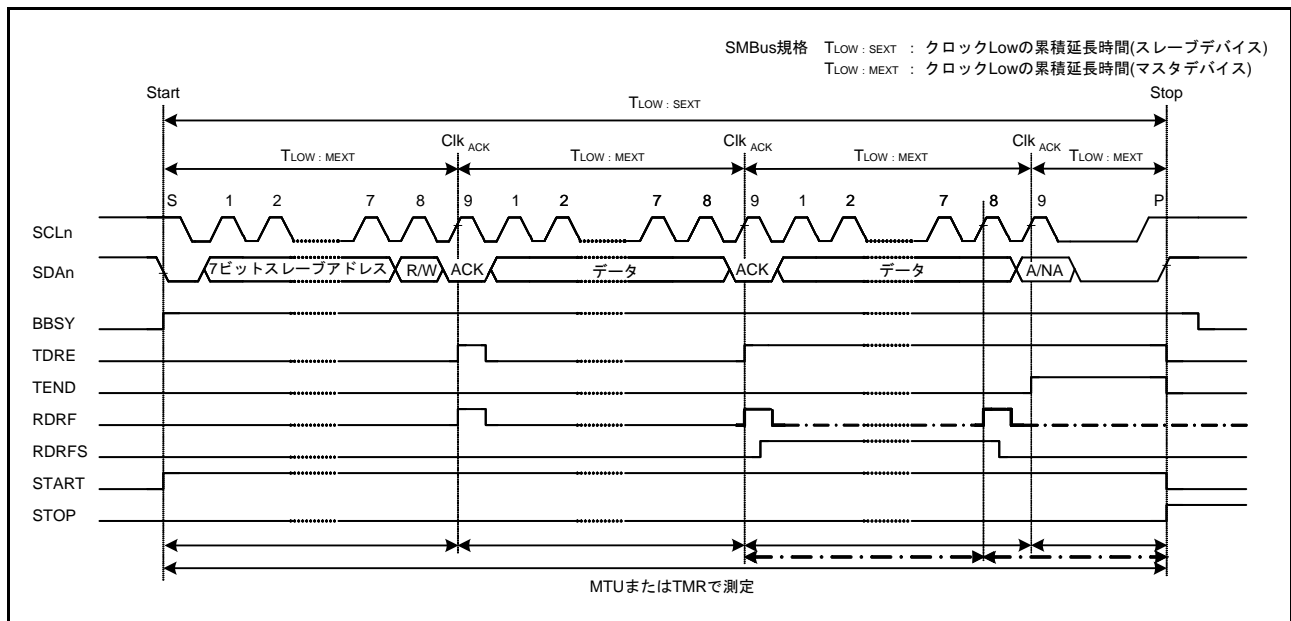 SMBus規格 TLOW : SEXT : クロックLowの累積延長時間(スレーブデバイス)
TLOW : MEXT : クロックLowの累積延長時間(マスタデバイス)
Start Stop
TLOW : SEXT
Clk ACK Clk ACK Clk ACK
TLOW : MEXT TLOW : MEXT TLOW : MEXT TLOW : MEXT
S 1 2 7 8 9 1 2 7 8 9 1 2 7 8 9 P
SCLn
SDAn 7ビットスレーブアドレス R/W ACK データ ACK データ A/NA
BBSY
TDRE
TEND
RDRF
RDRFS
START
STOP
MTUまたはTMRで測定